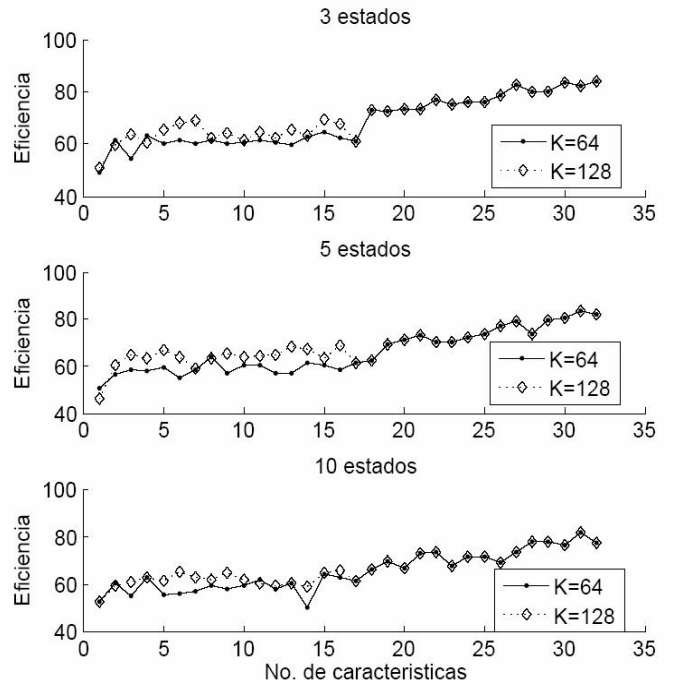 3 estados
100
80
60
40
Eficiencia
K=64
K=128
0 5 10 15 20 25 30 35
5 estados
100
80
60
40
Eficiencia
K=64
K=128
0 5 10 15 20 25 30 35
10 estados
100
80
60
40
Eficiencia
K=64
K=128
0 5 10 15 20 25 30 35
No. de caracteristicas